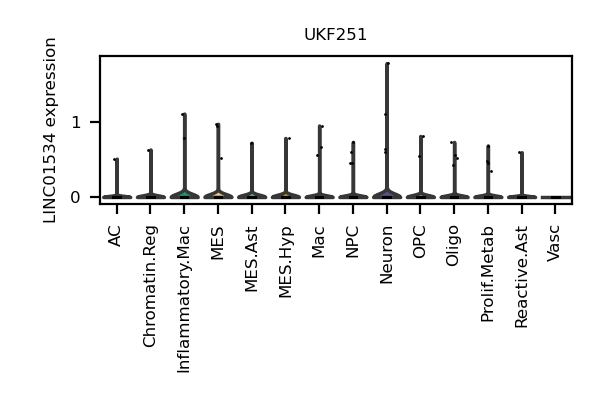 UKF251
LINC01534 expression
1
0
AC
Chromatin.Reg
Inflammatory.Mac
MES
MES.Ast
MES.Hyp
Mac
NPC
Neuron
OPC
Oligo
Prolif.Metab
Reactive.Ast
Vasc